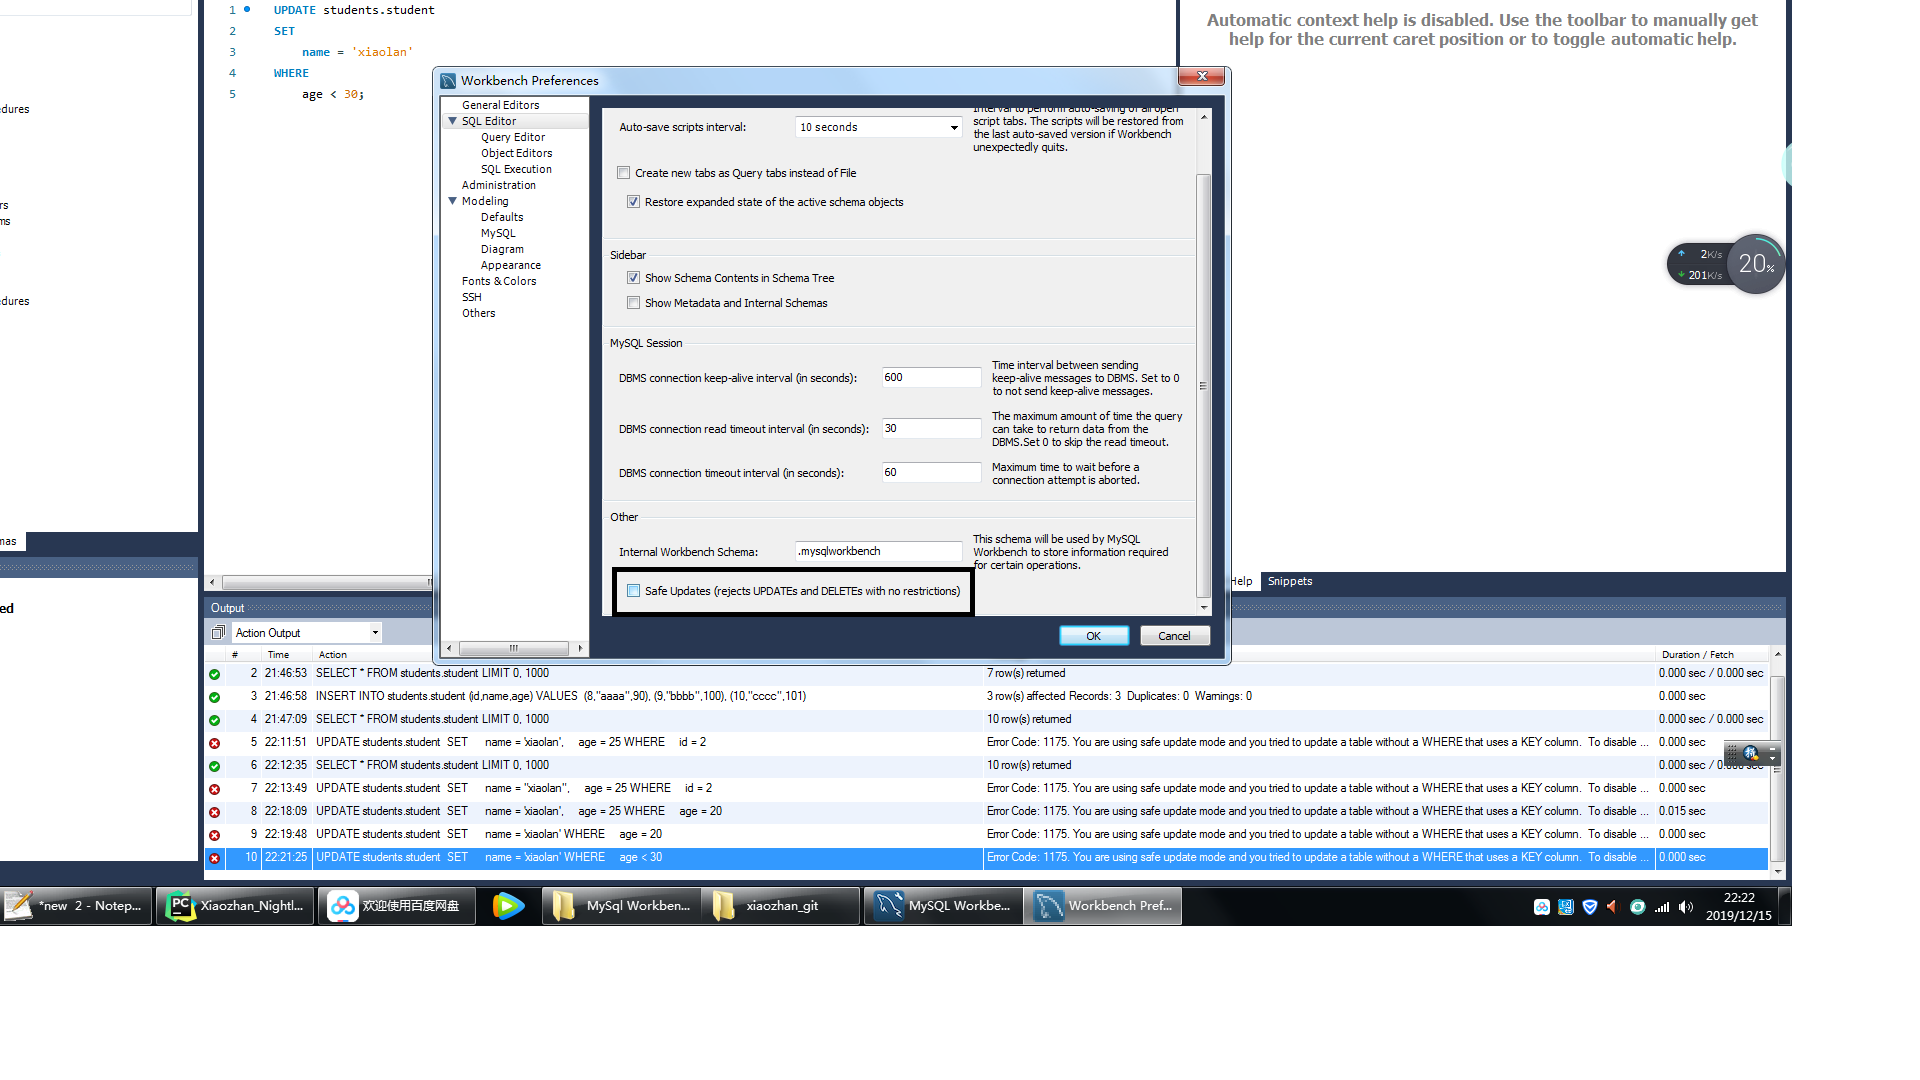 1 UPDATE students.student
2 SET
3 name = 'xiaolan'
4 WHERE
5 age < 30;
Automatic context help is disabled. Use the toolbar to manually get
help for the current caret position or to toggle automatic help.
edures
rs
ms
edures
mas
ed
Workbench Preferences
General Editors
SQL Editor
Query Editor
Object Editors
SQL Execution
Administration
Modeling
Defaults
MySQL
Diagram
Appearance
Fonts & Colors
SSH
Others
Auto-save scripts interval:
10 seconds
Interval to perform auto-saving of all open
script tabs. The scripts will be restored from
the last auto-saved version if Workbench
unexpectedly quits.
Create new tabs as Query tabs instead of File
Restore expanded state of the active schema objects
Sidebar
Show Schema Contents in Schema Tree
Show Metadata and Internal Schemas
MySQL Session
DBMS connection keep-alive interval (in seconds):
600
Time interval between sending
keep-alive messages to DBMS. Set to 0
to not send keep-alive messages.
DBMS connection read timeout interval (in seconds):
30
The maximum amount of time the query
can take to return data from the
DBMS.Set 0 to skip the read timeout.
DBMS connection timeout interval (in seconds):
60
Maximum time to wait before a
connection attempt is aborted.
Other
Internal Workbench Schema:
.mysqlworkbench
This schema will be used by MySQL
Workbench to store information required
for certain operations.
Safe Updates (rejects UPDATEs and DELETEs with no restrictions)
OK
Cancel
2K/s
201K/s
20%
Help Snippets
Output
Action Output
# Time Action Duration / Fetch
2 21:46:53 SELECT * FROM students.student LIMIT 0, 1000 7 row(s) returned 0.000 sec / 0.000 sec
3 21:46:58 INSERT INTO students.student (id,name,age) VALUES (8,"aaaa",90), (9,"bbbb",100), (10,"cccc",101) 3 row(s) affected Records: 3 Duplicates: 0 Warnings: 0 0.000 sec
4 21:47:09 SELECT * FROM students.student LIMIT 0, 1000 10 row(s) returned 0.000 sec / 0.000 sec
5 22:11:51 UPDATE students.student SET name = 'xiaolan', age = 25 WHERE id = 2 Error Code: 1175. You are using safe update mode and you tried to update a table without a WHERE that uses a KEY column. To disable ... 0.000 sec
6 22:12:35 SELECT * FROM students.student LIMIT 0, 1000 10 row(s) returned 0.000 sec / 0.000 sec
7 22:13:49 UPDATE students.student SET name = "xiaolan", age = 25 WHERE id = 2 Error Code: 1175. You are using safe update mode and you tried to update a table without a WHERE that uses a KEY column. To disable ... 0.000 sec
8 22:18:09 UPDATE students.student SET name = 'xiaolan', age = 25 WHERE age = 20 Error Code: 1175. You are using safe update mode and you tried to update a table without a WHERE that uses a KEY column. To disable ... 0.015 sec
9 22:19:48 UPDATE students.student SET name = 'xiaolan' WHERE age = 20 Error Code: 1175. You are using safe update mode and you tried to update a table without a WHERE that uses a KEY column. To disable ... 0.000 sec
10 22:21:25 UPDATE students.student SET name = 'xiaolan' WHERE age < 30 Error Code: 1175. You are using safe update mode and you tried to update a table without a WHERE that uses a KEY column. To disable ... 0.000 sec
*new 2 - Notep...
PC
Xiaozhan_Nightl...
欢迎使用百度网盘
MySql Workben...
xiaozhan_git
MySQL Workbe...
Workbench Pref...
22:22
2019/12/15